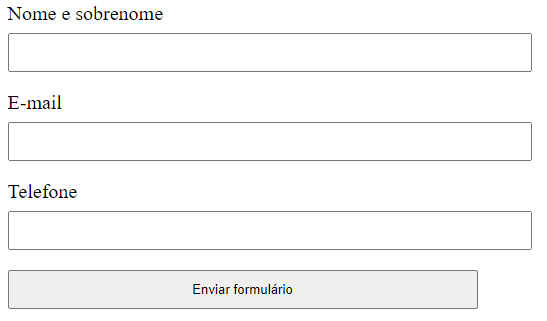 Nome e sobrenome
E-mail
Telefone
Enviar formulário